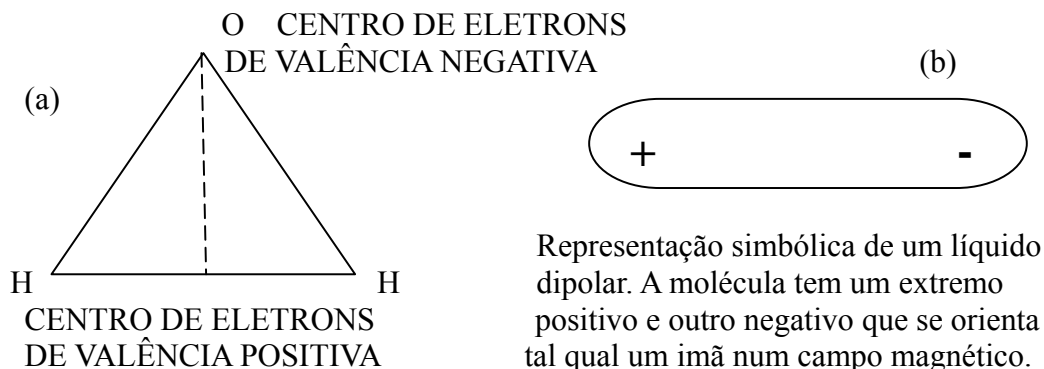 O CENTRO DE ELETRONS
DE VALÊNCIA NEGATIVA
(a)
H H
CENTRO DE ELETRONS
DE VALÊNCIA POSITIVA
(b)
+ -
Representação simbólica de um líquido
dipolar. A molécula tem um extremo
positivo e outro negativo que se orienta
tal qual um imã num campo magnético.